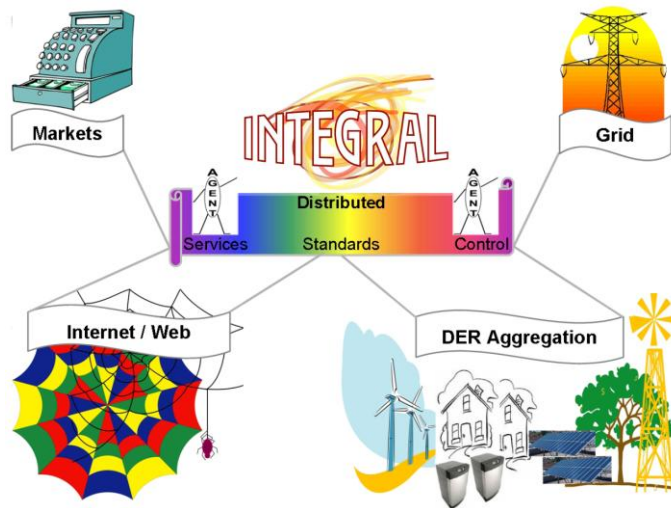 Markets
INTEGRAL
Grid
AGENT
AGENT
Distributed
Services Standards Control
Internet / Web
DER Aggregation